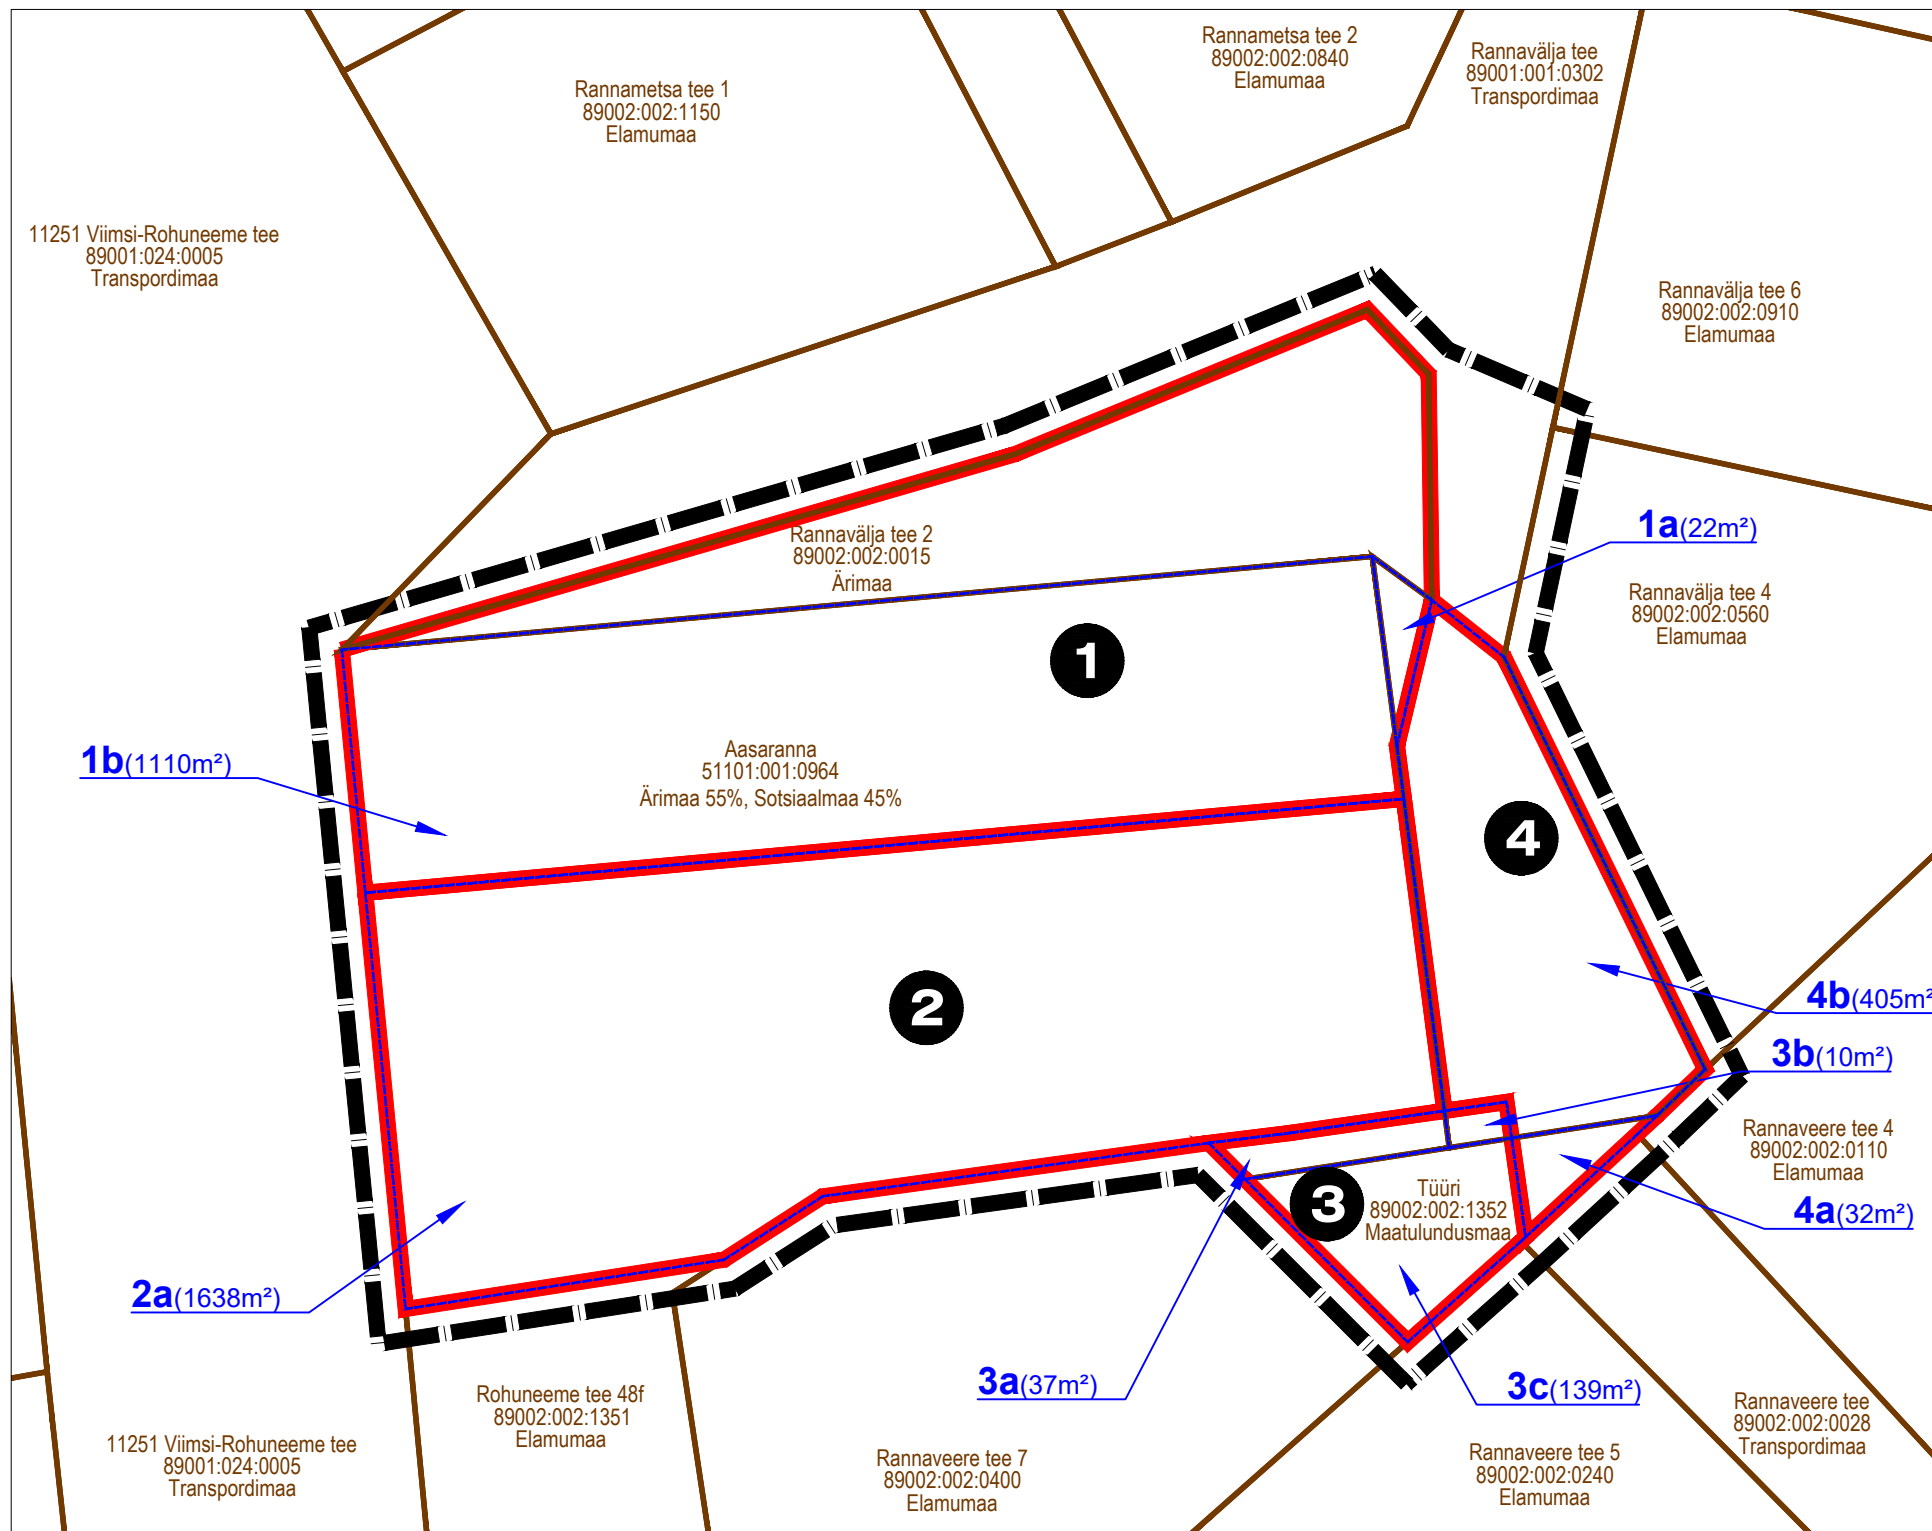 Rannametsa tee 1
89002:002:1150
Elamumaa
Rannametsa tee 2
89002:002:0840
Elamumaa
Rannavälja tee
89001:001:0302
Transpordimaa
11251 Viimsi-Rohuneeme tee
89001:024:0005
Transpordimaa
Rannavälja tee 6
89002:002:0910
Elamumaa
Rannavälja tee 2
89002:002:0015
Ärimaa
1a(22m²)
Rannavälja tee 4
89002:002:0560
Elamumaa
1
1b(1110m²)
Aasaranna
51101:001:0964
Ärimaa 55%, Sotsiaalmaa 45%
4
2
4b(405m²
3b(10m²)
Rannaveere tee 4
89002:002:0110
Elamumaa
3
Tüüri
89002:002:1352
Maatulundusmaa
4a(32m²)
2a(1638m²)
3a(37m²)
3c(139m²)
Rohuneeme tee 48f
89002:002:1351
Elamumaa
Rannaveere tee
89002:002:0028
Transpordimaa
11251 Viimsi-Rohuneeme tee
89001:024:0005
Transpordimaa
Rannaveere tee 7
89002:002:0400
Elamumaa
Rannaveere tee 5
89002:002:0240
Elamumaa